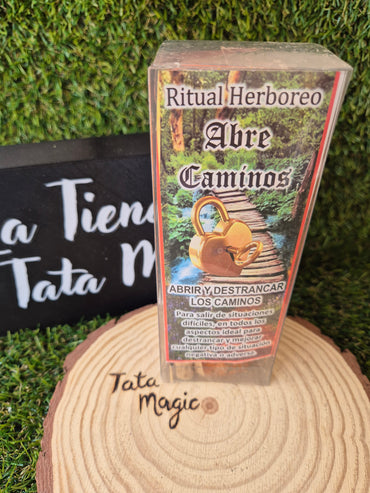 Ritual Herboreo
Abre
Caminos
ABRIR Y DESTRANCAR
LOS CAMINOS
Para salir de situaciones
difíciles, en todos los
aspectos ideal para
destrancar y mejorar
cualquier tipo de situación
negativa o adversa
a Tiend
Tata M
Tata
Magic